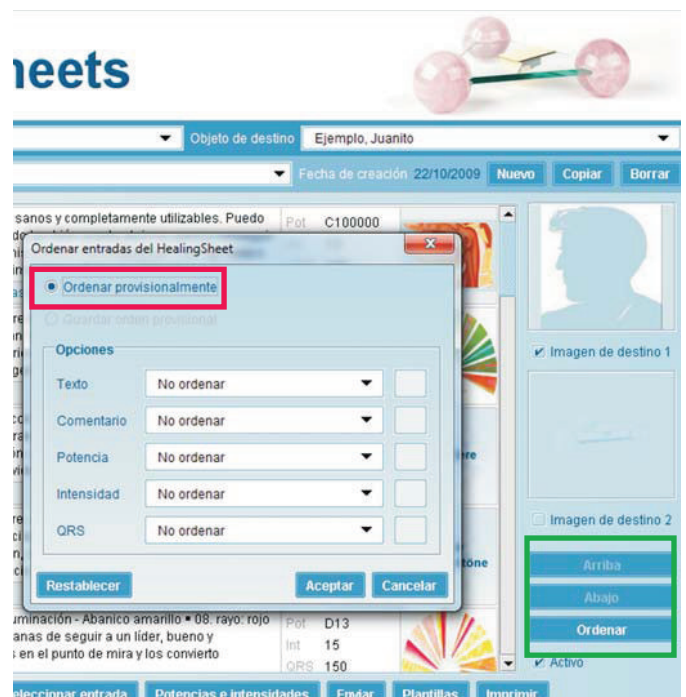 Objeto de destino Ejemplo, Juanito
Fecha de creación 22/10/2009 Nuevo Copiar Borrar
sanos y completamente utilizables. Puedo
Pot C100000
Ordenar entradas del HealingSheet
Ordenar provisionalmente
Guardar orden provisional
Opciones
Texto No ordenar
Comentario No ordenar
Potencia No ordenar
Intensidad No ordenar
QRS No ordenar
Restablecer Aceptar Cancelar
Imagen de destino 1
Imagen de destino 2
Arriba
Abajo
Ordenar
Activo
Abanico amarillo ▪ 08. rayo: rojo
de seguir a un líder, bueno y
en el punto de mira y los convierto
Pot D13
Int 15
QRS 150
entrada Potencias e intensidades Enviar Plantillas Imprimir